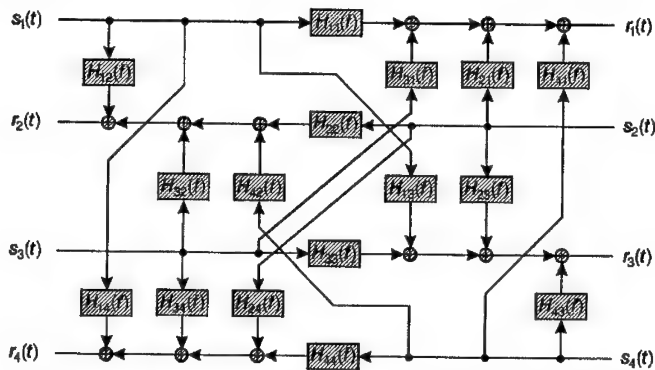 s₁(t) H₁₁(t) r₁(t)
H₁₂(t) H₃₁(t) H₂₁(t) H₄₁(t)
r₂(t) H₂₂(t) s₂(t)
H₃₂(t) H₄₂(t) H₁₃(t) H₂₃(t)
s₃(t) H₃₃(t) r₃(t)
H₁₄(t) H₃₄(t) H₂₄(t) H₄₃(t)
r₄(t) H₄₄(t) s₄(t)